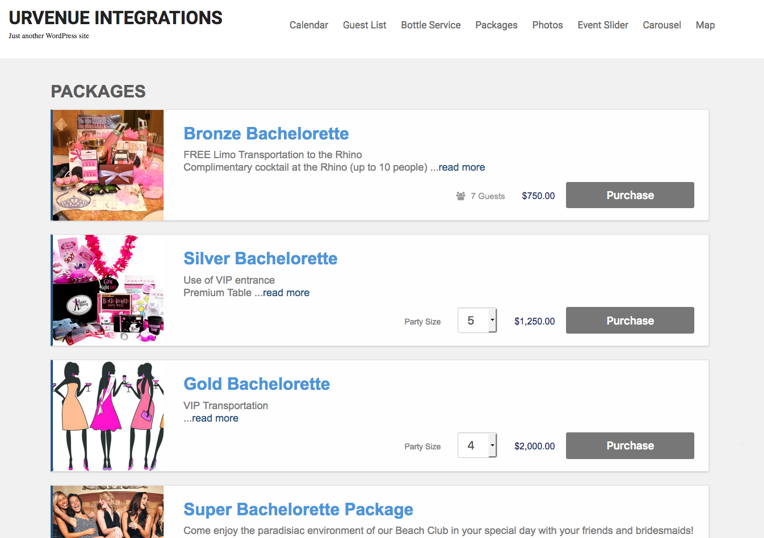 URVENUE INTEGRATIONS
Just another WordPress site
Calendar Guest List Bottle Service Packages Photos Event Slider Carousel Map
PACKAGES
Bronze Bachelorette
FREE Limo Transportation to the Rhino
Complimentary cocktail at the Rhino (up to 10 people) ...read more
7 Guests $750.00 Purchase
Silver Bachelorette
Use of VIP entrance
Premium Table ...read more
Party Size 5 $1,250.00 Purchase
Gold Bachelorette
VIP Transportation
...read more
Party Size 4 $2,000.00 Purchase
Super Bachelorette Package
Come enjoy the paradisiac environment of our Beach Club in your special day with your friends and bridesmaids!